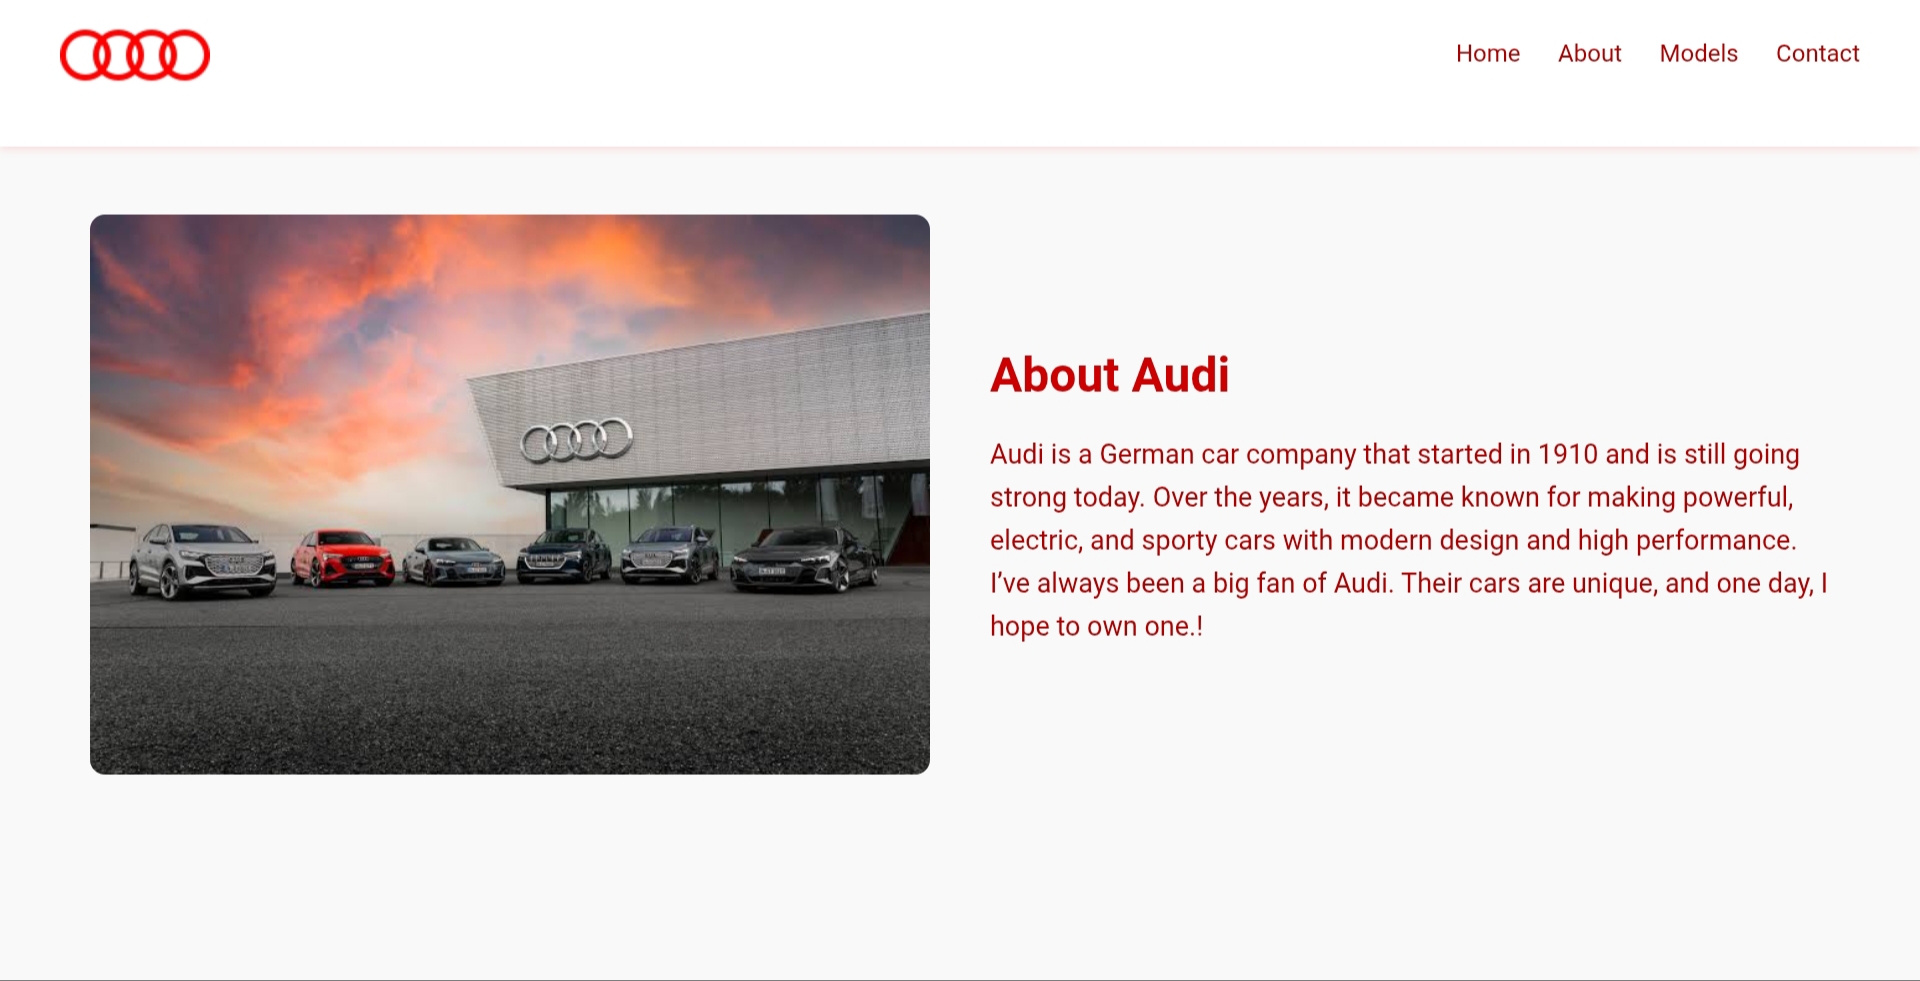 Home About Models Contact
About Audi
Audi is a German car company that started in 1910 and is still going
strong today. Over the years, it became known for making powerful,
electric, and sporty cars with modern design and high performance.
I’ve always been a big fan of Audi. Their cars are unique, and one day, I
hope to own one.!